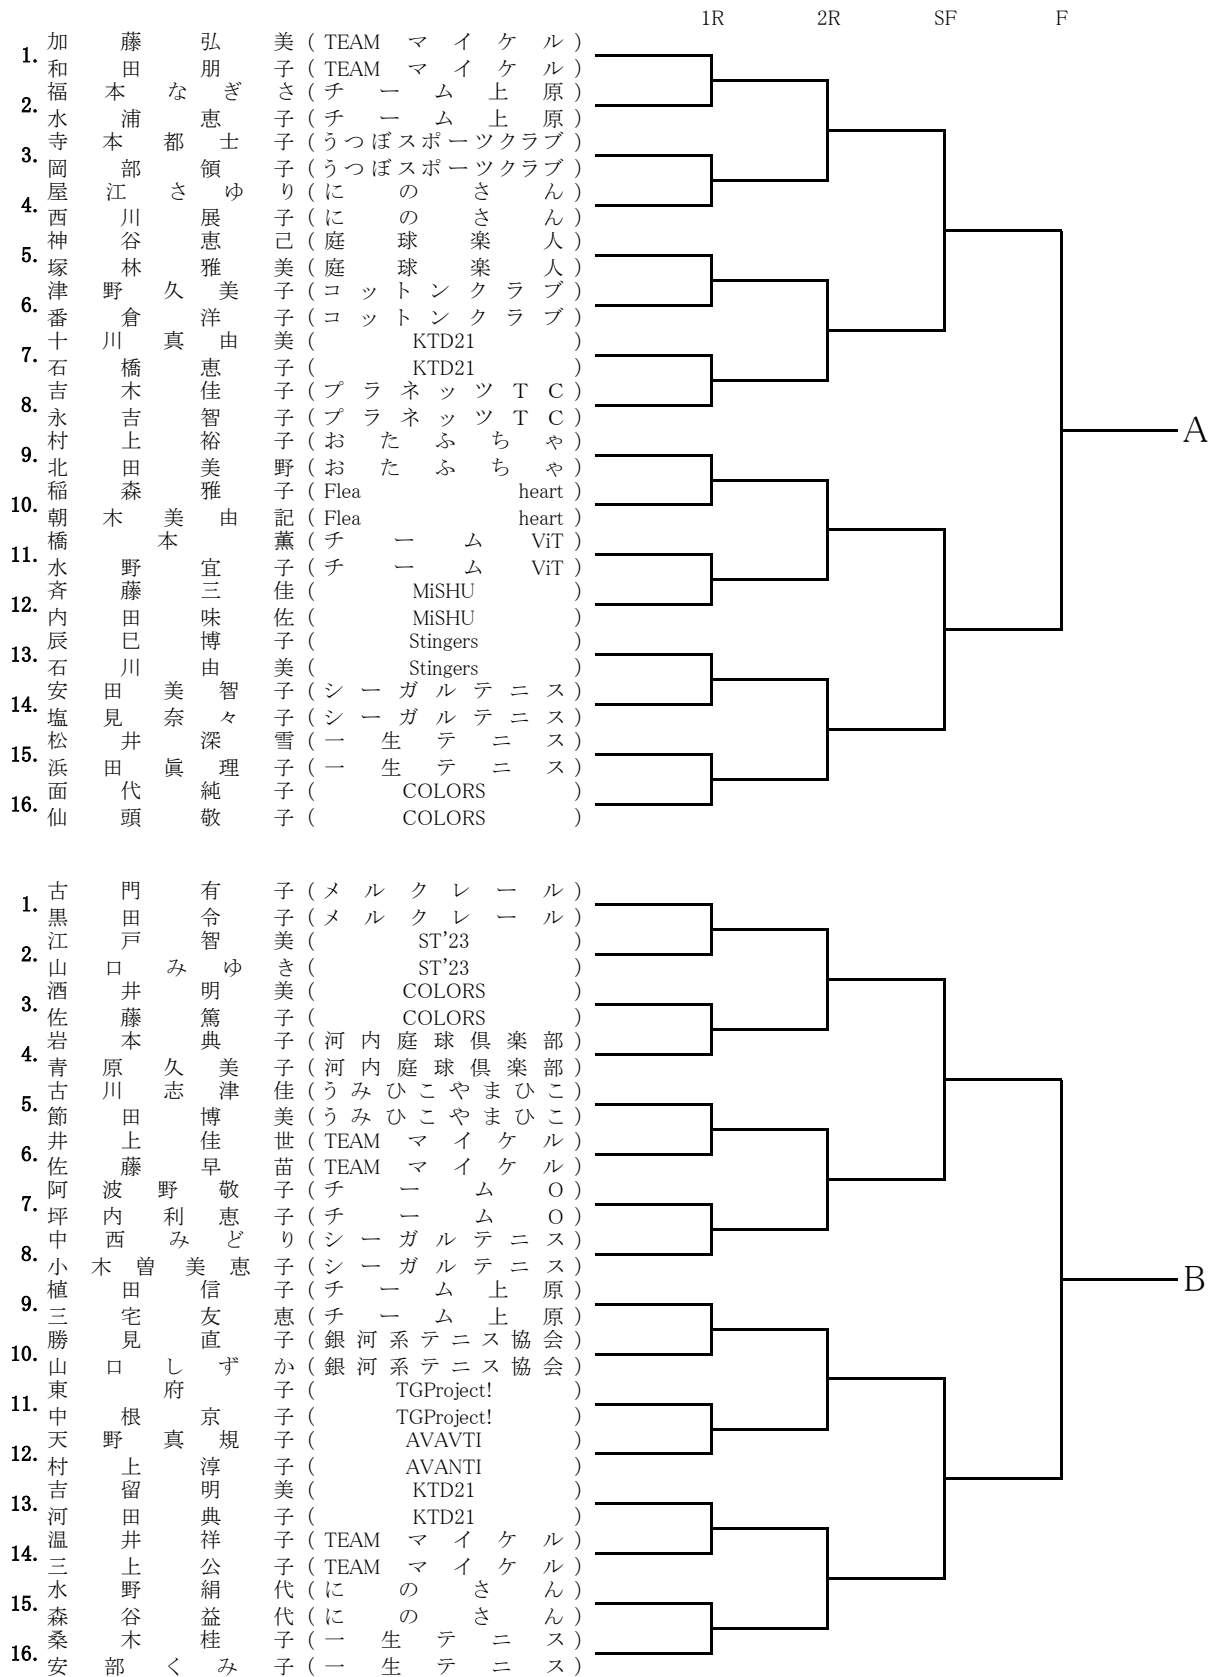 1R 2R SF F
加藤弘美(TEAM マイケル)
1.
和田朋子(TEAM マイケル)
福本なぎさ(チーム上原)
2.
水浦恵子(チーム上原)
寺本都士子(うつぼスポーツクラブ)
3.
岡部領子(うつぼスポーツクラブ)
屋江さゆり(にのさん)
4.
西川展子(にのさん)
神谷恵己(庭球楽人)
5.
塚林雅美(庭球楽人)
津野久美子(コットンクラブ)
6.
番倉洋子(コットンクラブ)
十川真由美(KTD21)
7.
石橋恵子(KTD21)
吉木佳子(プラネッツTC)
8.
永吉智子(プラネッツTC)
A
村上裕子(おたふちゃ)
9.
北田美野(おたふちゃ)
稲森雅子(Flea heart)
10.
朝木美由記(Flea heart)
橋本薫(チームViT)
11.
水野宜子(チームViT)
斉藤三佳(MiSHU)
12.
内田味佐(MiSHU)
辰巳博子(Stingers)
13.
石川由美(Stingers)
安田美智子(シーガルテニス)
14.
塩見奈々子(シーガルテニス)
松井深雪(一生テニス)
15.
浜田眞理子(一生テニス)
面代純子(COLORS)
16.
仙頭敬子(COLORS)
古門有子(メルクレール)
1.
黒田令子(メルクレール)
江戸智美(ST'23)
2.
山口みゆき(ST'23)
酒井明美(COLORS)
3.
佐藤篤子(COLORS)
岩本典子(河内庭球倶楽部)
4.
青原久美子(河内庭球倶楽部)
古川志津佳(うみひこやまひこ)
5.
節田博美(うみひこやまひこ)
井上佳世(TEAM マイケル)
6.
佐藤早苗(TEAM マイケル)
阿波野敬子(チームO)
7.
坪内利恵子(チームO)
中西みどり(シーガルテニス)
8.
小木曽美恵子(シーガルテニス)
B
植田信子(チーム上原)
9.
三宅友恵(チーム上原)
勝見直子(銀河系テニス協会)
10.
山口しずか(銀河系テニス協会)
東府子(TGProject!)
11.
中根京子(TGProject!)
天野真規子(AVAVTI)
12.
村上淳子(AVANTI)
吉留明美(KTD21)
13.
河田典子(KTD21)
温井祥子(TEAM マイケル)
14.
三上公子(TEAM マイケル)
水野絹代(にのさん)
15.
森谷益代(にのさん)
桑木桂子(一生テニス)
16.
安部くみ子(一生テニス)